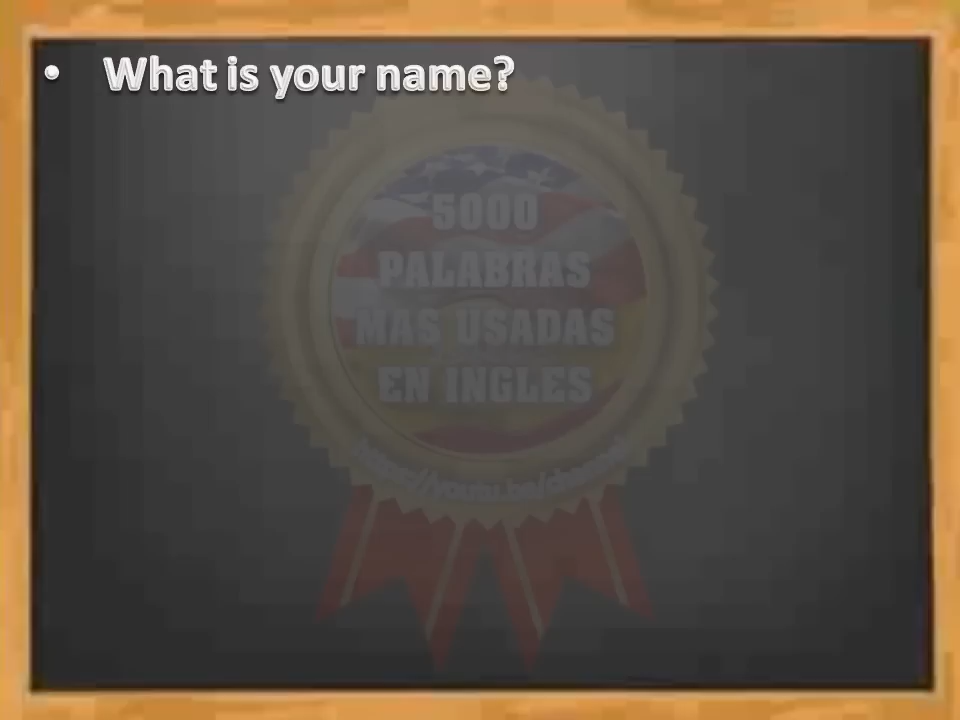 • What is your name?
5000
PALABRAS
MAS USADAS
EN INGLES